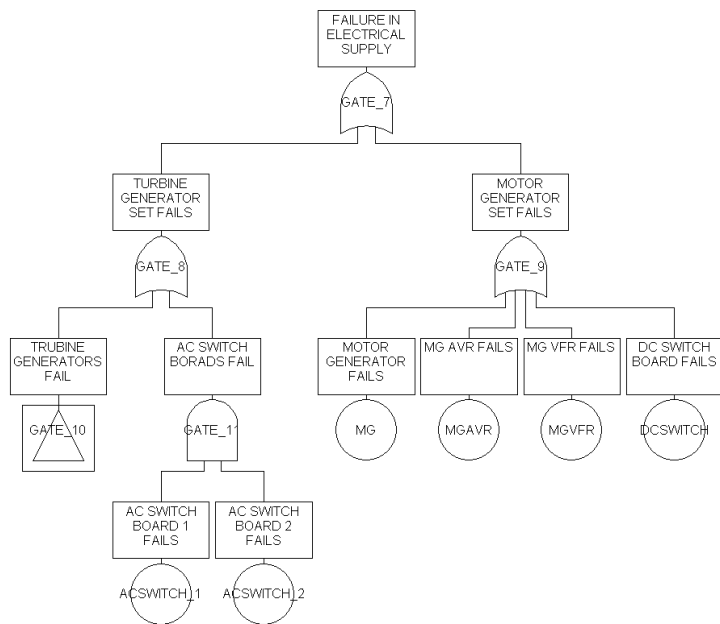 FAILURE IN
ELECTRICAL
SUPPLY
GATE_7
TURBINE
GENERATOR
SET FAILS
MOTOR
GENERATOR
SET FAILS
GATE_8
GATE_9
TRUBINE
GENERATORS
FAIL
AC SWITCH
BORADS FAIL
MOTOR
GENERATOR
FAILS
MG AVR FAILS
MG VFR FAILS
DC SWITCH
BOARD FAILS
GATE_10
GATE_11
MG
MGAVR
MGVFR
DCSWITCH
AC SWITCH
BOARD 1
FAILS
AC SWITCH
BOARD 2
FAILS
ACSWITCH_1
ACSWITCH_2